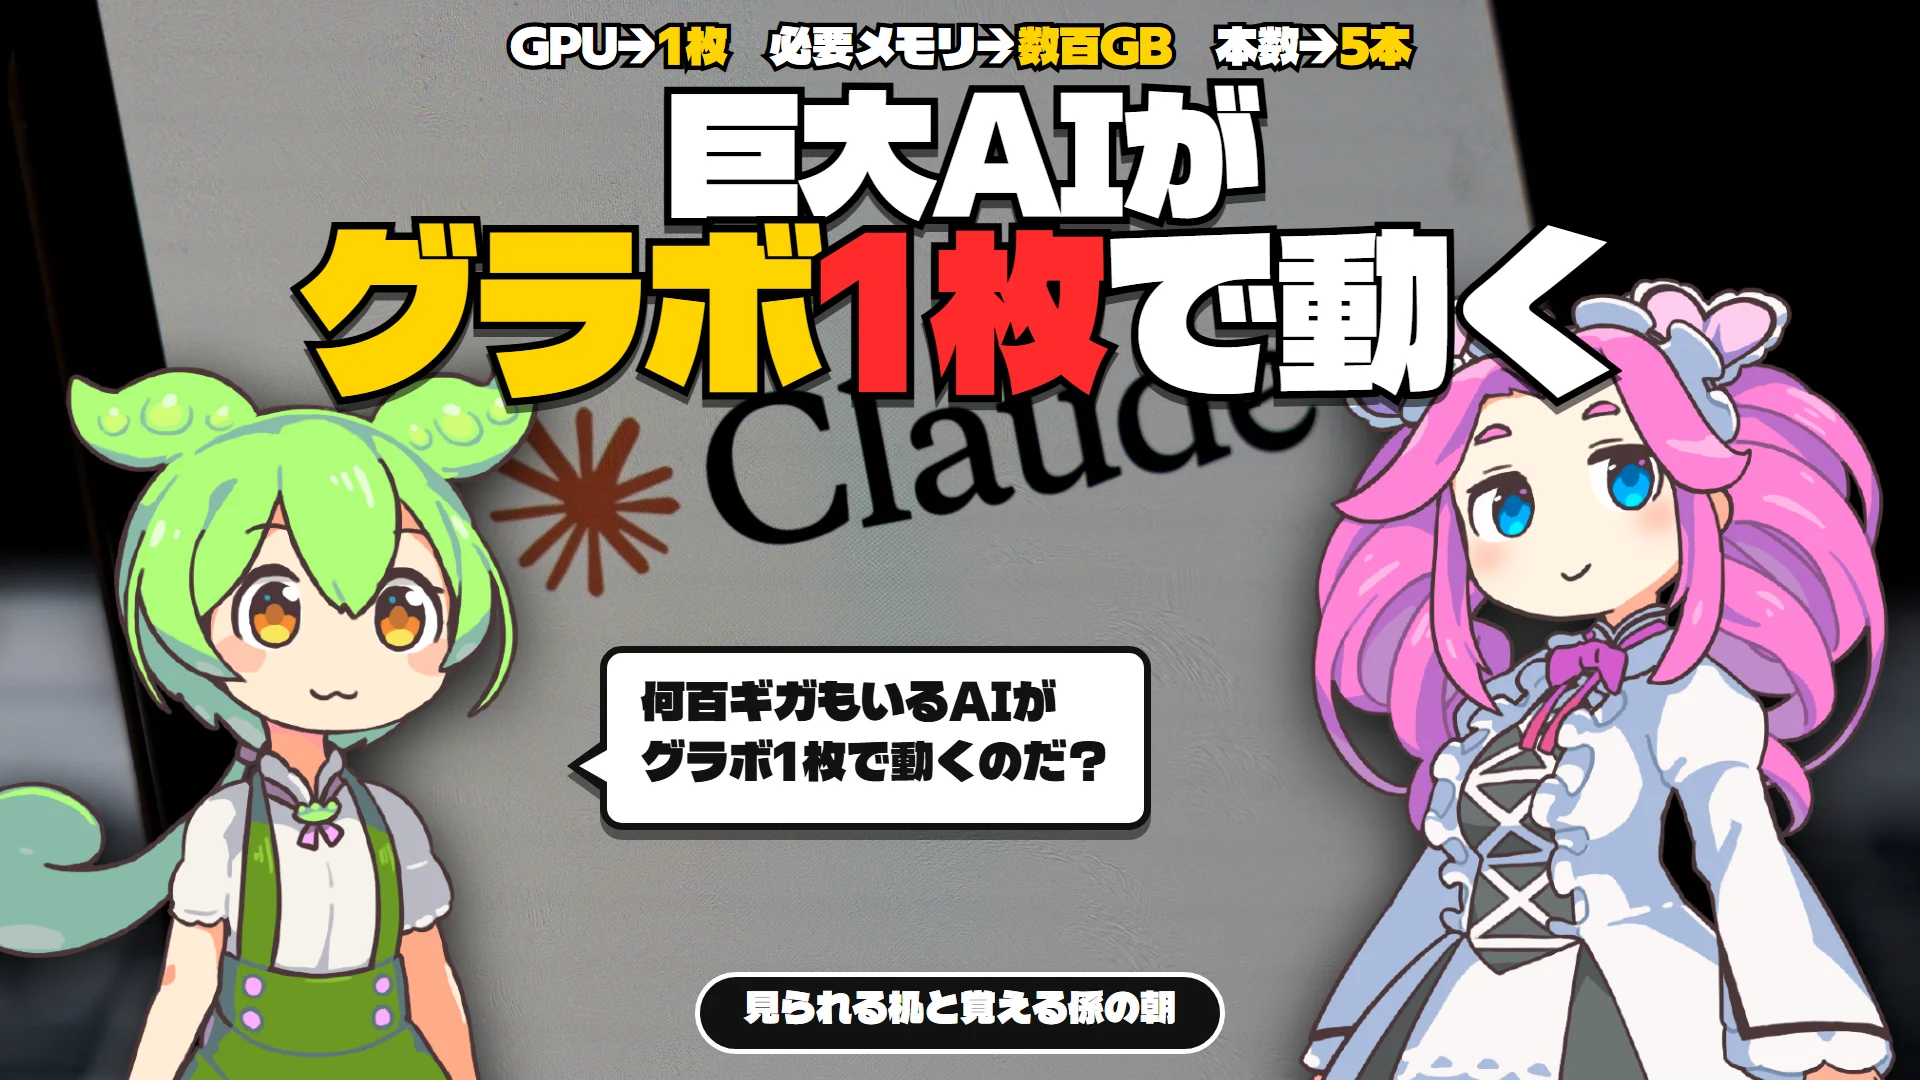 GPU→1枚　必要メモリ→数百GB　本数→5本
巨大AIが
グラボ1枚で動く
Claude
何百ギガもいるAIが
グラボ1枚で動くのだ?
見られる机と覚える係の朝